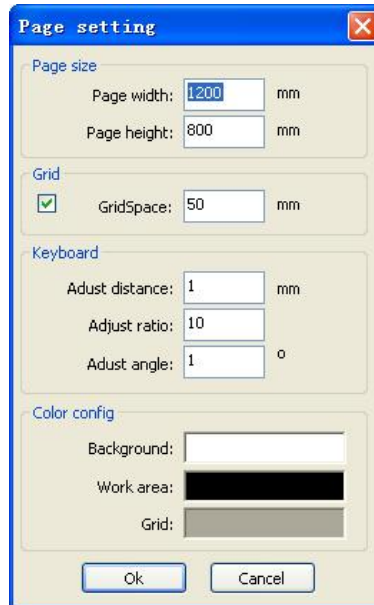 Page setting
Page size
Page width: 1200 mm
Page height: 800 mm
Grid
GridSpace: 50 mm
Keyboard
Adust distance: 1 mm
Adjust ratio: 10
Adust angle: 1 o
Color config
Background:
Work area:
Grid:
Ok Cancel